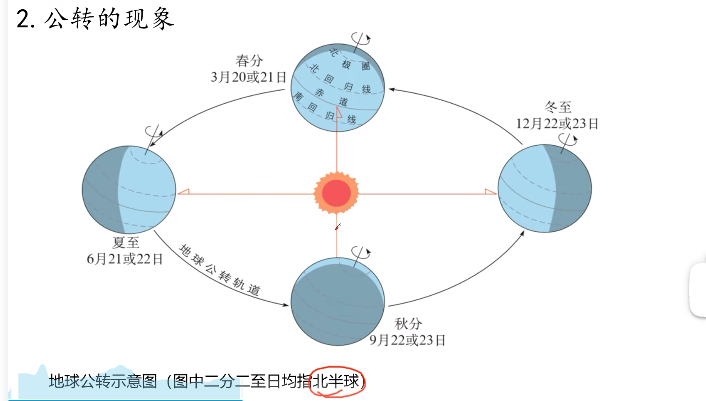 2.公转的现象
春分
3月20或21日
北极圈
北回归线
赤道
南回归线
冬至
12月22或23日
夏至
6月21或22日
地球公转轨道
秋分
9月22或23日
地球公转示意图（图中二分二至日均指北半球）